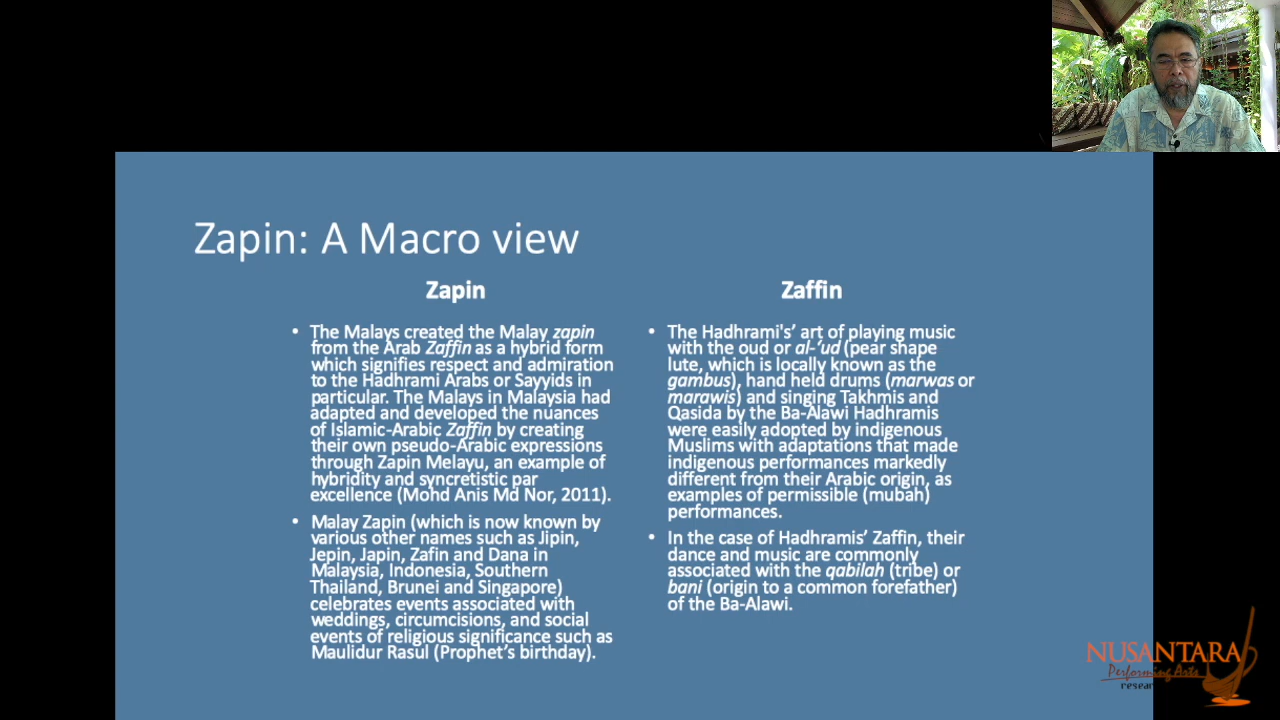 Zapin: A Macro view
Zapin
• The Malays created the Malay zapin
from the Arab Zaffin as a hybrid form
which signifies respect and admiration
to the Hadhrami Arabs or Sayyids in
particular. The Malays in Malaysia had
adapted and developed the nuances
of Islamic-Arabic Zaffin by creating
their own pseudo-Arabic expressions
through Zapin Melayu, an example of
hybridity and syncretistic par
excellence (Mohd Anis Md Nor, 2011).
• Malay Zapin (which is now known by
various other names such as Jipin,
Jepin, Japin, Zafin and Dana in
Malaysia, Indonesia, Southern
Thailand, Brunei and Singapore)
celebrates events associated with
weddings, circumcisions, and social
events of religious significance such as
Maulidur Rasul (Prophet's birthday).
Zaffin
• The Hadhrami's' art of playing music
with the oud or al-'ud (pear shape
lute, which is locally known as the
gambus), hand held drums (marwas or
marawis) and singing Takhmis and
Qasida by the Ba-Alawi Hadhramis
were easily adopted by indigenous
Muslims with adaptations that made
indigenous performances markedly
different from their Arabic origin, as
examples of permissible (mubah)
performances.
• In the case of Hadhramis' Zaffin, their
dance and music are commonly
associated with the qabilah (tribe) or
bani (origin to a common forefather)
of the Ba-Alawi.
NUSANTARA
Performing Arts